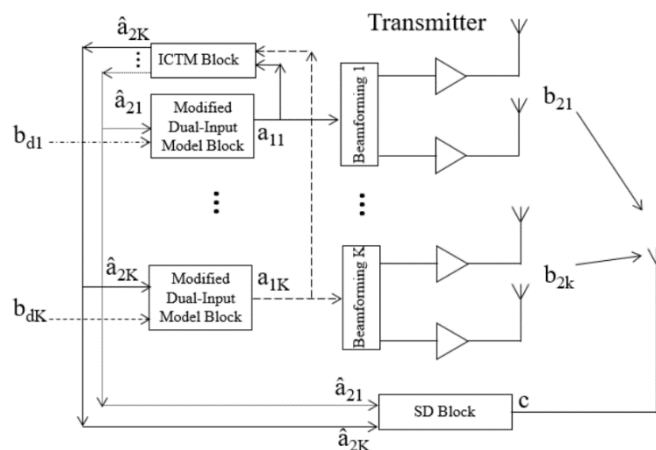 Transmitter
â2K
ICTM Block
â21
bd1
Modified
Dual-Input
Model Block
a11
Beamforming 1
b21
â2K
bdK
Modified
Dual-Input
Model Block
a1K
Beamforming K
b2k
â21
â2K
SD Block
c